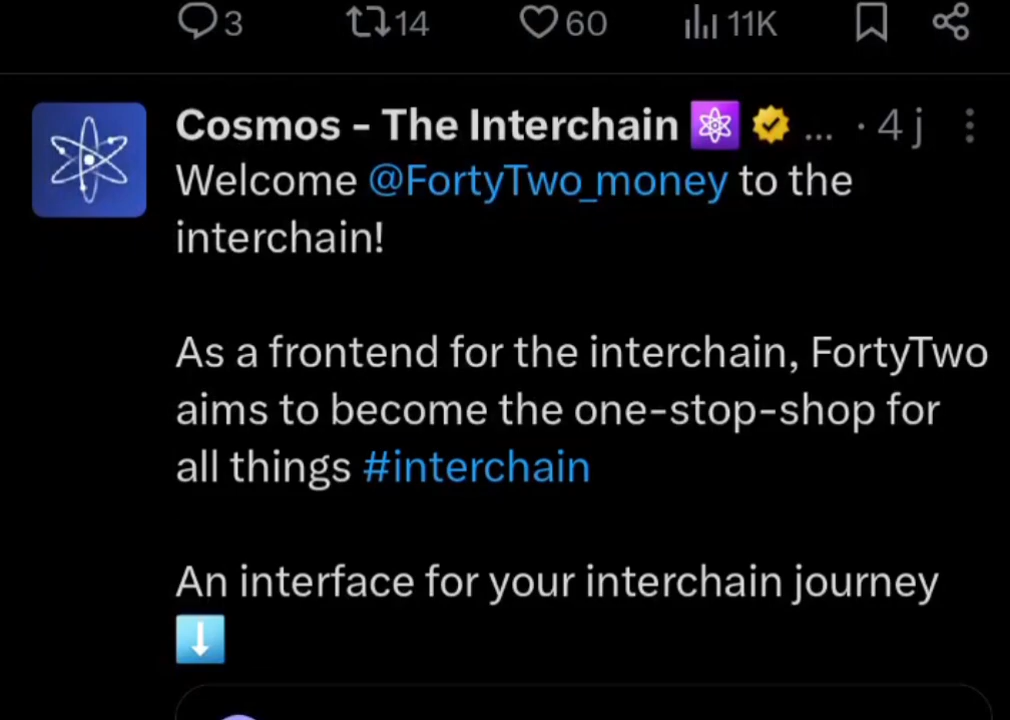 3 14 60 11K
Cosmos - The Interchain ... · 4 j
Welcome @FortyTwo_money to the
interchain!
As a frontend for the interchain, FortyTwo
aims to become the one-stop-shop for
all things #interchain
An interface for your interchain journey